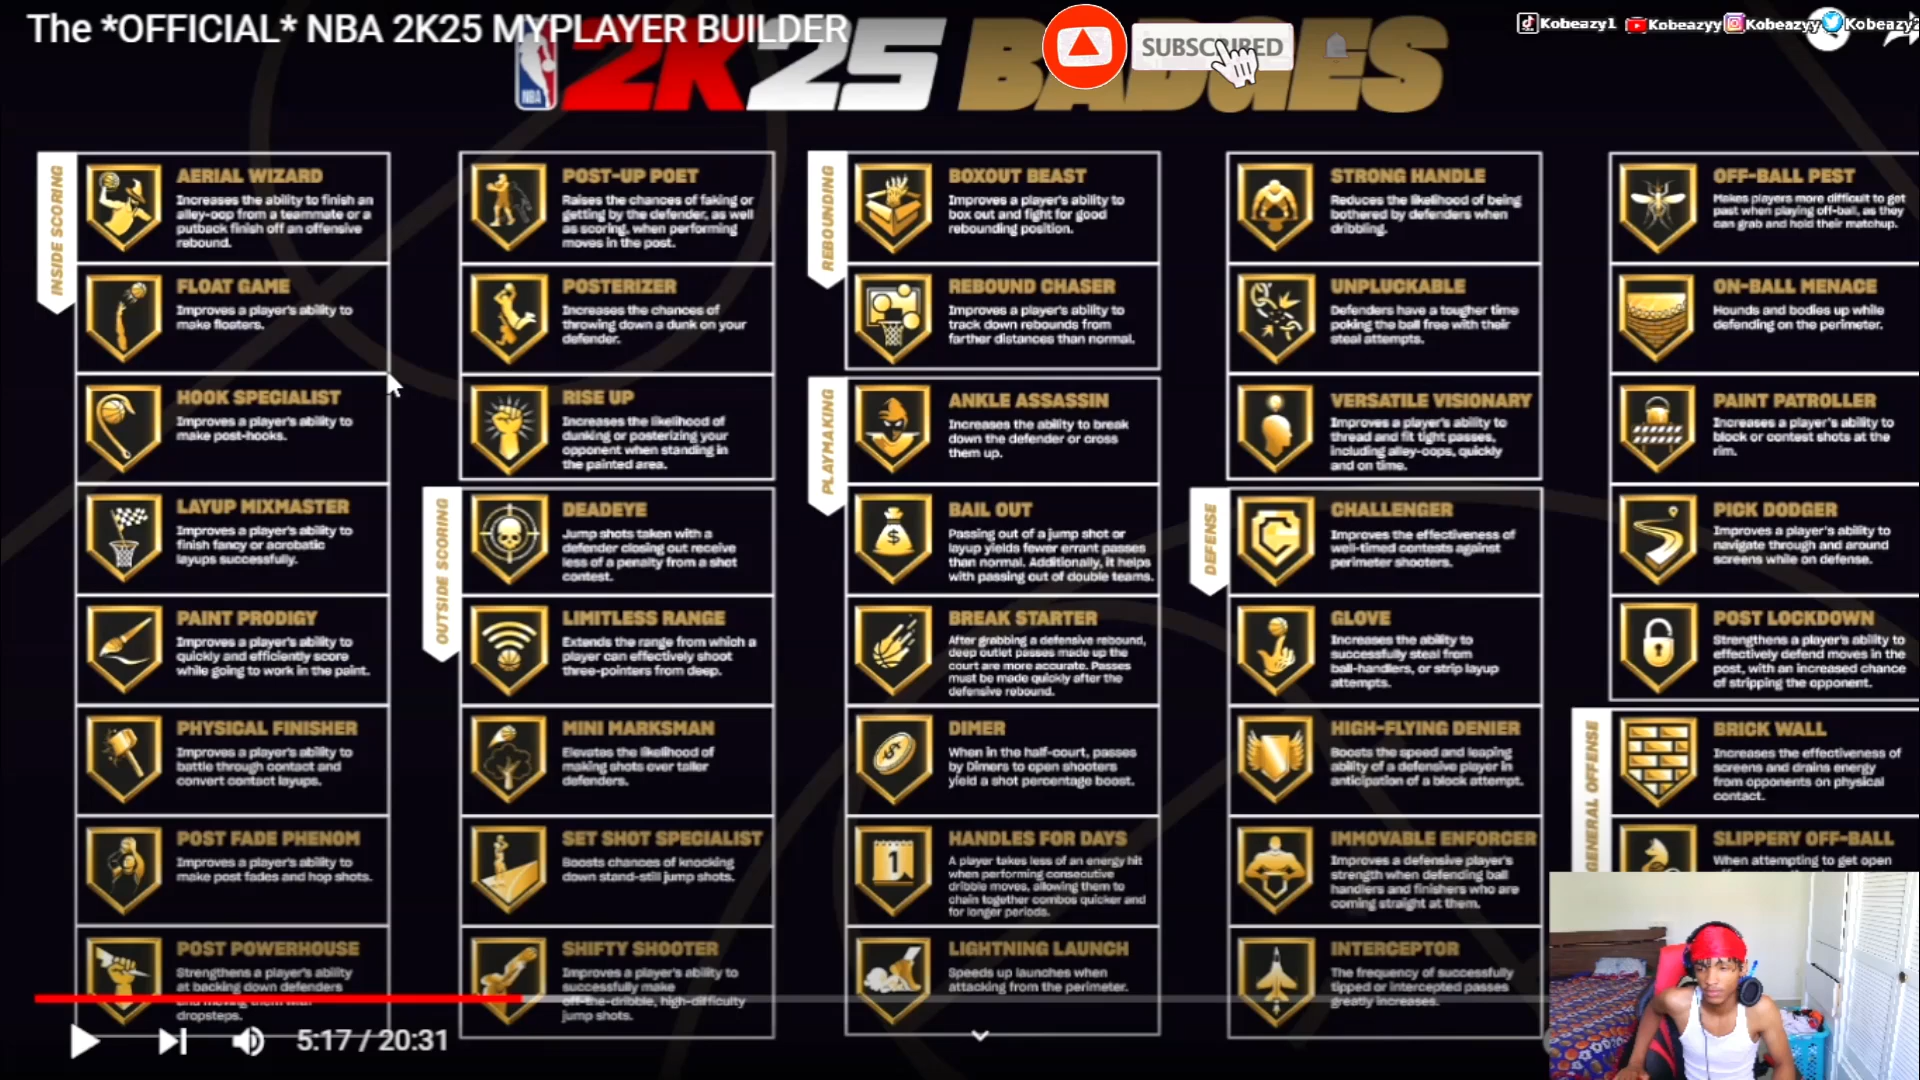 The *OFFICIAL* NBA 2K25 MYPLAYER BUILDER
SUBSCRIBED
Kobeazy1 Kobeazyy Kobeazyy Kobeazy
NBA 2K25 BADGES
INSIDE SCORING
AERIAL WIZARD
Increases the ability to finish an
alley-oop from a teammate or a
putback finish off an offensive
rebound.
FLOAT GAME
Improves a player's ability to
make floaters.
HOOK SPECIALIST
Improves a player's ability to
make post-hooks.
LAYUP MIXMASTER
Improves a player's ability to
finish fancy or acrobatic
layups successfully.
PAINT PRODIGY
Improves a player's ability to
quickly and efficiently score
while going to work in the paint.
PHYSICAL FINISHER
Improves a player's ability to
battle through contact and
convert contact layups.
POST FADE PHENOM
Improves a player's ability to
make post fades and hop shots.
POST POWERHOUSE
Strengthens a player's ability
at backing down defenders
and moving them with
dropsteps.
POST-UP POET
Raises the chances of faking or
getting by the defender, as well
as scoring, when performing
moves in the post.
POSTERIZER
Increases the chances of
throwing down a dunk on your
defender.
RISE UP
Increases the likelihood of
dunking or posterizing your
opponent when standing in
the painted area.
OUTSIDE SCORING
DEADEYE
Jump shots taken with a
defender closing out receive
less of a penalty from a shot
contest.
LIMITLESS RANGE
Extends the range from which a
player can effectively shoot
three-pointers from deep.
MINI MARKSMAN
Elevates the likelihood of
making shots over taller
defenders.
SET SHOT SPECIALIST
Boosts chances of knocking
down stand-still jump shots.
SHIFTY SHOOTER
Improves a player's ability to
successfully make
off-the-dribble, high-difficulty
jump shots.
REBOUNDING
BOXOUT BEAST
Improves a player's ability to
box out and fight for good
rebounding position.
REBOUND CHASER
Improves a player's ability to
track down rebounds from
farther distances than normal.
PLAYMAKING
ANKLE ASSASSIN
Increases the ability to break
down the defender or cross
them up.
BAIL OUT
Passing out of a jump shot or
layup yields fewer errant passes
than normal. Additionally, it helps
with passing out of double teams.
BREAK STARTER
After grabbing a defensive rebound,
deep outlet passes made up the
court are more accurate. Passes
must be made quickly after the
defensive rebound.
DIMER
When in the half-court, passes
by Dimers to open shooters
yield a shot percentage boost.
HANDLES FOR DAYS
1
A player takes less of an energy hit
when performing consecutive
dribble moves, allowing them to
chain together combos quicker and
for longer periods.
LIGHTNING LAUNCH
Speeds up launches when
attacking from the perimeter.
STRONG HANDLE
Reduces the likelihood of being
bothered by defenders when
dribbling.
UNPLUCKABLE
Defenders have a tougher time
poking the ball free with their
steal attempts.
VERSATILE VISIONARY
Improves a player's ability to
thread and fit tight passes,
including alley-oops, quickly
and on time.
DEFENSE
CHALLENGER
Improves the effectiveness of
well-timed contests against
perimeter shooters.
GLOVE
Increases the ability to
successfully steal from
ball-handlers, or strip layup
attempts.
HIGH-FLYING DENIER
Boosts the speed and leaping
ability of a defensive player in
anticipation of a block attempt.
IMMOVABLE ENFORCER
Improves a defensive player's
strength when defending ball
handlers and finishers who are
coming straight at them.
INTERCEPTOR
The frequency of successfully
tipped or intercepted passes
greatly increases.
OFF-BALL PEST
Makes players more difficult to get
past when playing off-ball, as they
can grab and hold their matchup.
ON-BALL MENACE
Hounds and bodies up while
defending on the perimeter.
PAINT PATROLLER
Increases a player's ability to
block or contest shots at the
rim.
PICK DODGER
Improves a player's ability to
navigate through and around
screens while on defense.
POST LOCKDOWN
Strengthens a player's ability to
effectively defend moves in the
post, with an increased chance
of stripping the opponent.
GENERAL OFFENSE
BRICK WALL
Increases the effectiveness of
screens and drains energy
from opponents on physical
contact.
SLIPPERY OFF-BALL
When attempting to get open
5:17 / 20:31